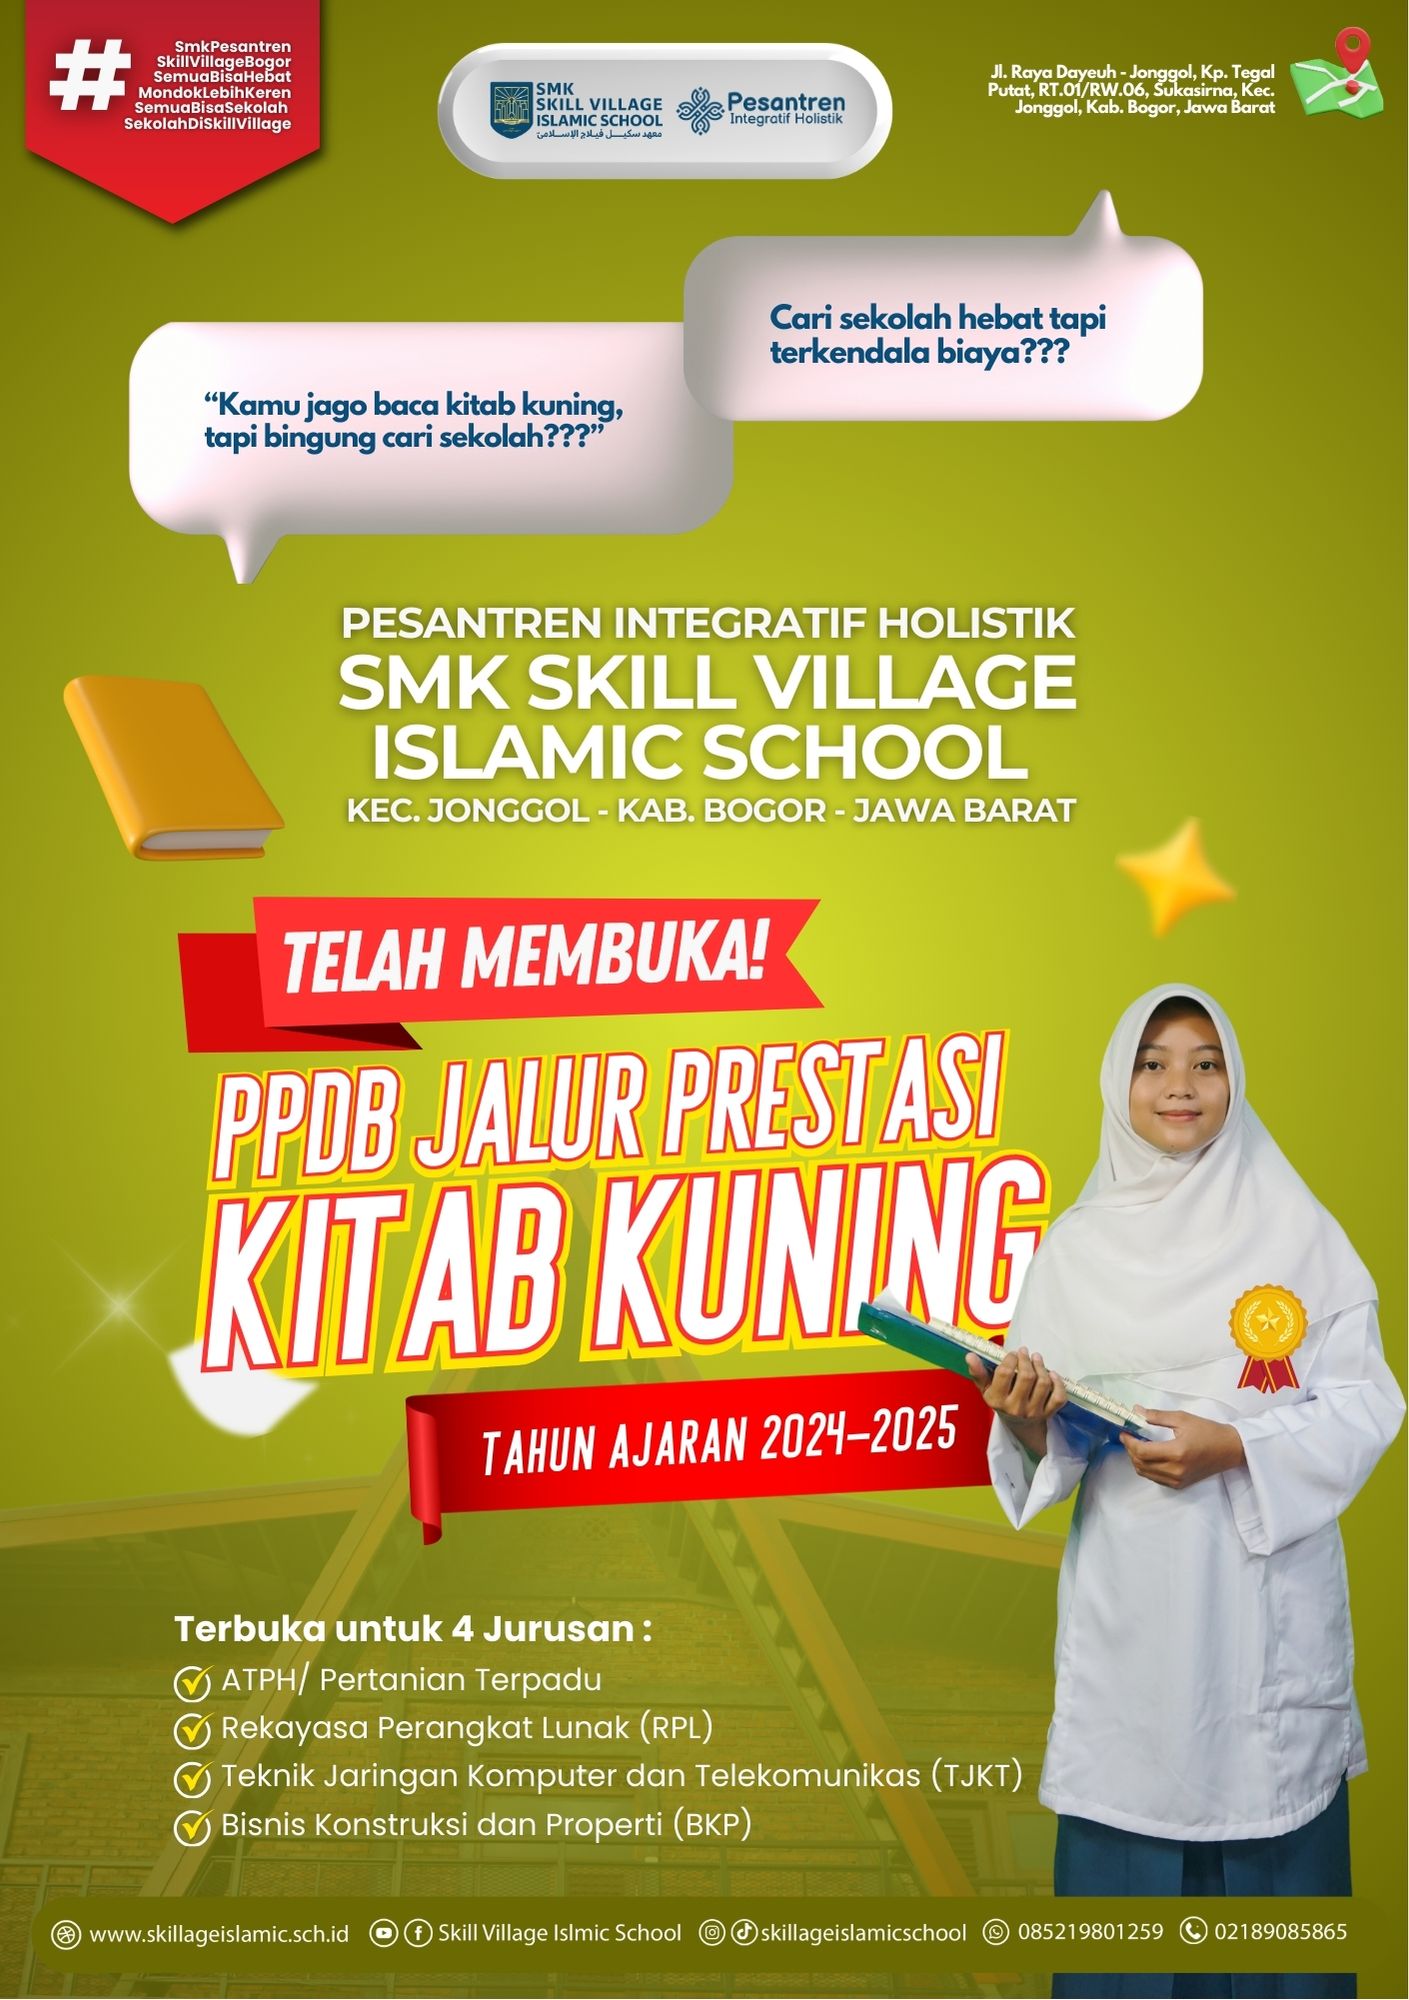 #
SmkPesantren
SkillVillageBogor
SemuaBisaHebat
MondokLebihKeren
SemuaBisaSekolah
SekolahDiSkillVillage
SMK
SKILL VILLAGE
ISLAMIC SCHOOL
معهد سكيل فيلاج الإسلامي
Pesantren
Integratif Holistik
Jl. Raya Dayeuh - Jonggol, Kp. Tegal
Putat, RT.01/RW.06, Sukasirna, Kec.
Jonggol, Kab. Bogor, Jawa Barat
Cari sekolah hebat tapi
terkendala biaya???
“Kamu jago baca kitab kuning,
tapi bingung cari sekolah???”
PESANTREN INTEGRATIF HOLISTIK
SMK SKILL VILLAGE
ISLAMIC SCHOOL
KEC. JONGGOL - KAB. BOGOR - JAWA BARAT
TELAH MEMBUKA!
PPDB JALUR PRESTASI
KITAB KUNING
TAHUN AJARAN 2024–2025
Terbuka untuk 4 Jurusan :
ATPH/ Pertanian Terpadu
Rekayasa Perangkat Lunak (RPL)
Teknik Jaringan Komputer dan Telekomunikas (TJKT)
Bisnis Konstruksi dan Properti (BKP)
www.skillageislamic.sch.id Skill Village Islmic School skillageislamicschool 085219801259 02189085865